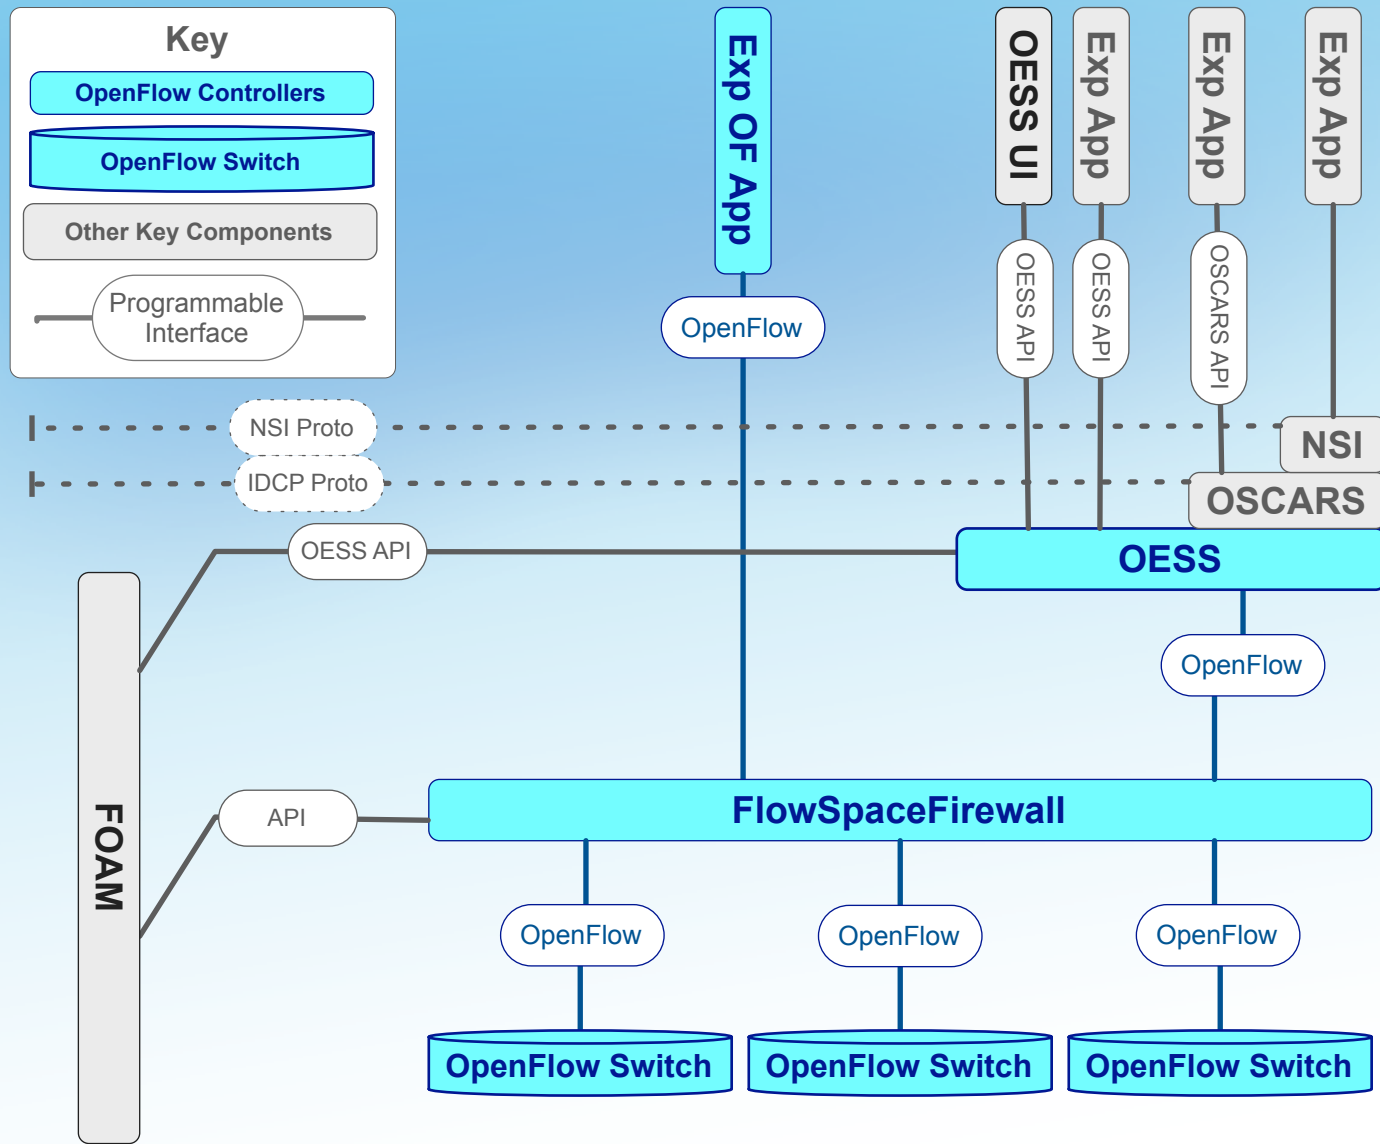 Key
OpenFlow Controllers
OpenFlow Switch
Other Key Components
Programmable
Interface
Exp OF App
OESS UI
Exp App
Exp App
Exp App
OpenFlow
OESS API
OESS API
OSCARS API
NSI Proto
NSI
IDCP Proto
OSCARS
OESS API
OESS
OpenFlow
FOAM
API
FlowSpaceFirewall
OpenFlow
OpenFlow
OpenFlow
OpenFlow Switch
OpenFlow Switch
OpenFlow Switch